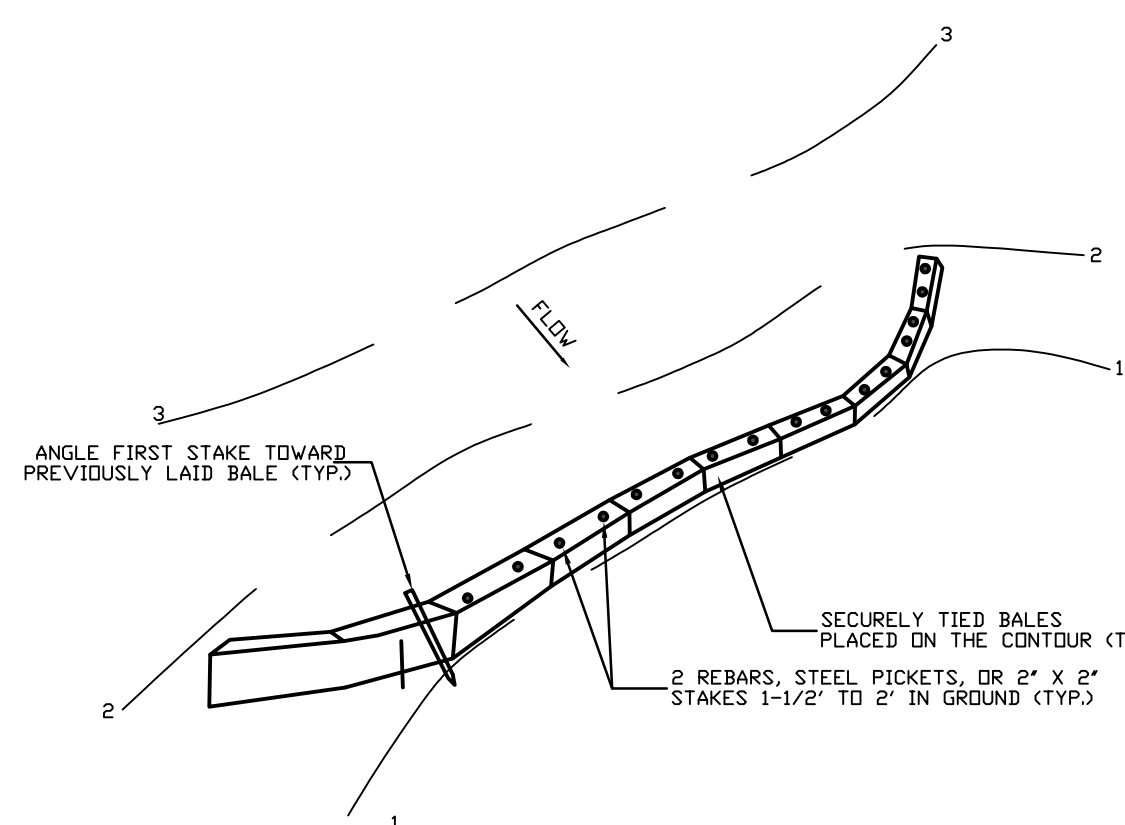 3
2
FLOW
1
3
ANGLE FIRST STAKE TOWARD
PREVIOUSLY LAID BALE (TYP.)
SECURELY TIED BALES
PLACED ON THE CONTOUR (T
2 REBARS, STEEL PICKETS, OR 2" X 2"
STAKES 1-1/2' TO 2' IN GROUND (TYP.)
2
1